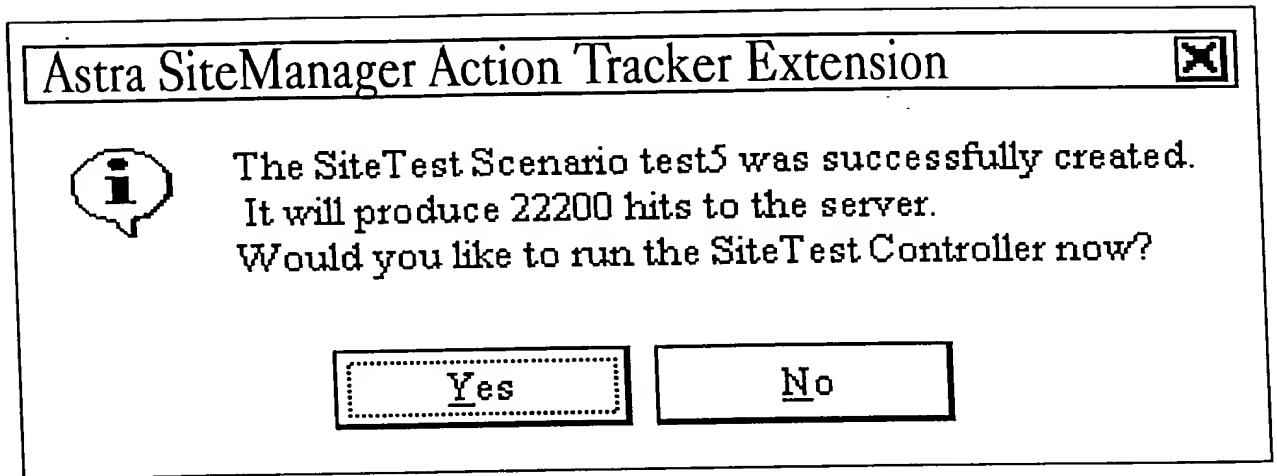 Astra SiteManager Action Tracker Extension
The SiteTest Scenario test5 was successfully created.
It will produce 22200 hits to the server.
Would you like to run the SiteTest Controller now?
Yes No